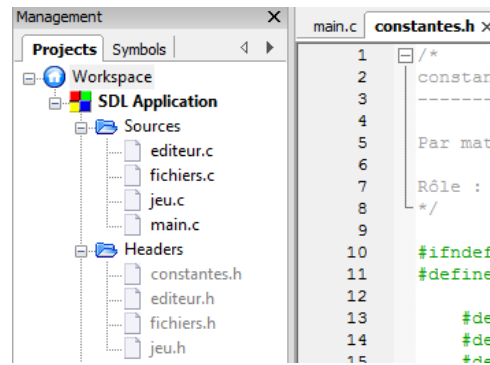 Management
Projects Symbols
Workspace
SDL Application
Sources
editeur.c
fichiers.c
jeu.c
main.c
Headers
constantes.h
editeur.h
fichiers.h
jeu.h
main.c constantes.h
1 /*
2 constan
3 -------
4
5 Par mat
6
7 Rôle :
8 */
9
10 #ifndef
11 #define
12
13 #de
14 #de
15 #de